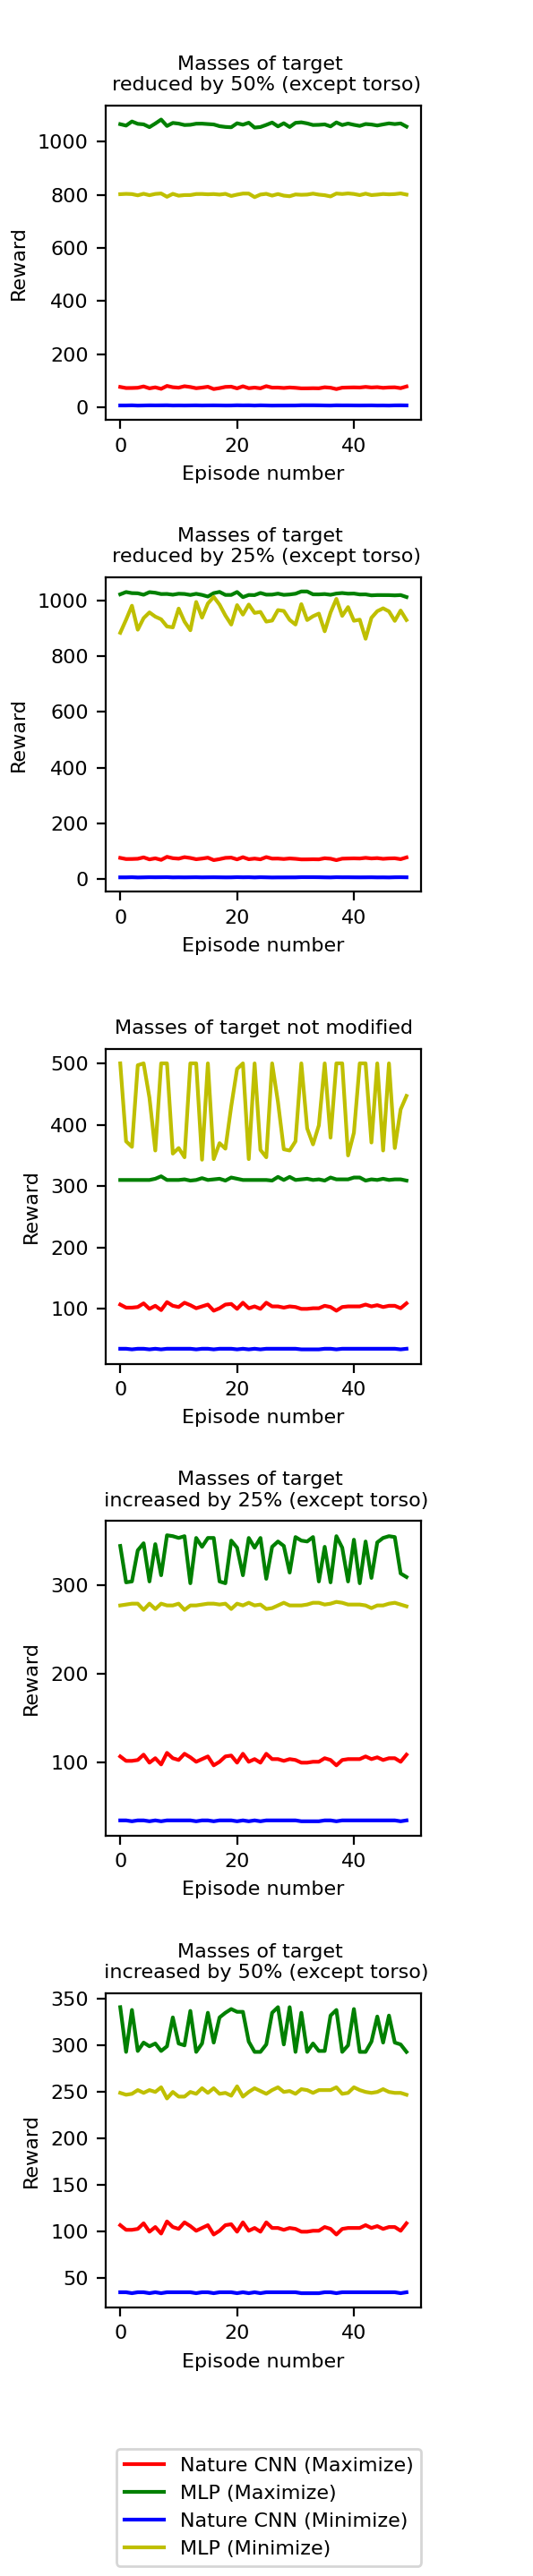 Masses of target
reduced by 50% (except torso)
1000
800
600
400
200
0
Reward
0 20 40
Episode number
Masses of target
reduced by 25% (except torso)
1000
800
600
400
200
0
Reward
0 20 40
Episode number
Masses of target not modified
500
400
300
200
100
Reward
0 20 40
Episode number
Masses of target
increased by 25% (except torso)
300
200
100
Reward
0 20 40
Episode number
Masses of target
increased by 50% (except torso)
350
300
250
200
150
100
50
Reward
0 20 40
Episode number
Nature CNN (Maximize)
MLP (Maximize)
Nature CNN (Minimize)
MLP (Minimize)